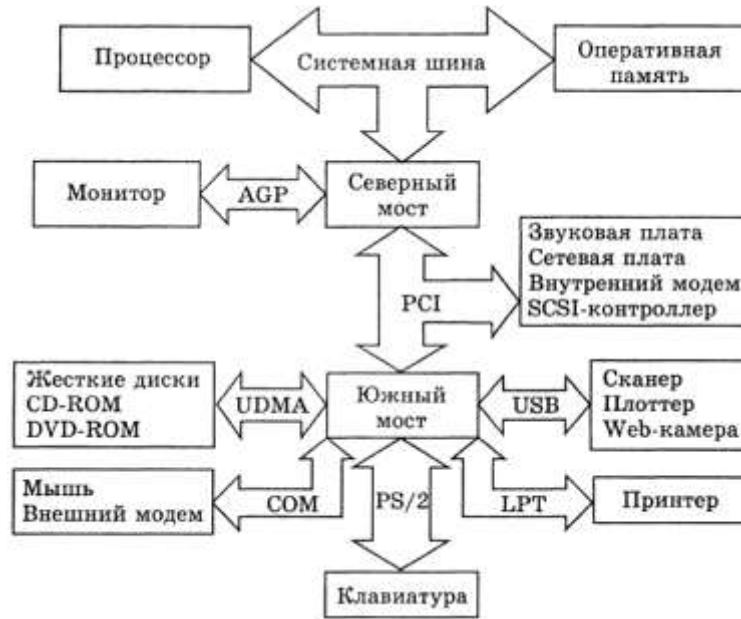 Процессор
Системная шина
Оперативная
память
Монитор
AGP
Северный
мост
Звуковая плата
Сетевая плата
Внутренний модем
SCSI-контроллер
PCI
Жесткие диски
CD-ROM
DVD-ROM
UDMA
Южный
мост
USB
Сканер
Плоттер
Web-камера
Мышь
Внешний модем
COM
PS/2
LPT
Принтер
Клавиатура